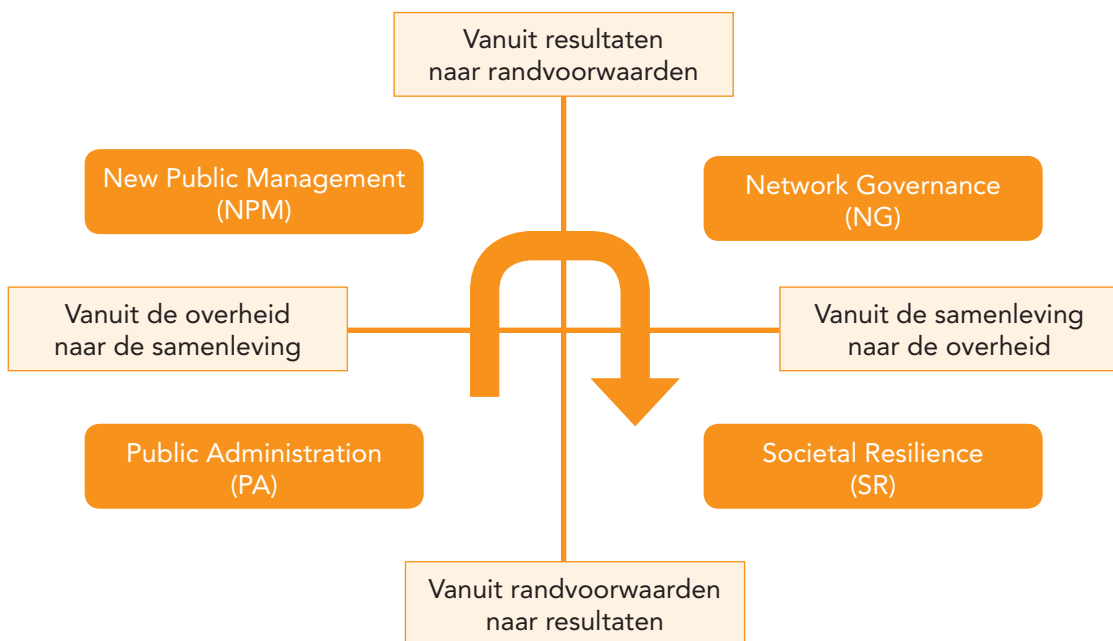 Vanuit resultaten
naar randvoorwaarden
New Public Management
(NPM)
Network Governance
(NG)
Vanuit de overheid
naar de samenleving
Vanuit de samenleving
naar de overheid
Public Administration
(PA)
Societal Resilience
(SR)
Vanuit randvoorwaarden
naar resultaten